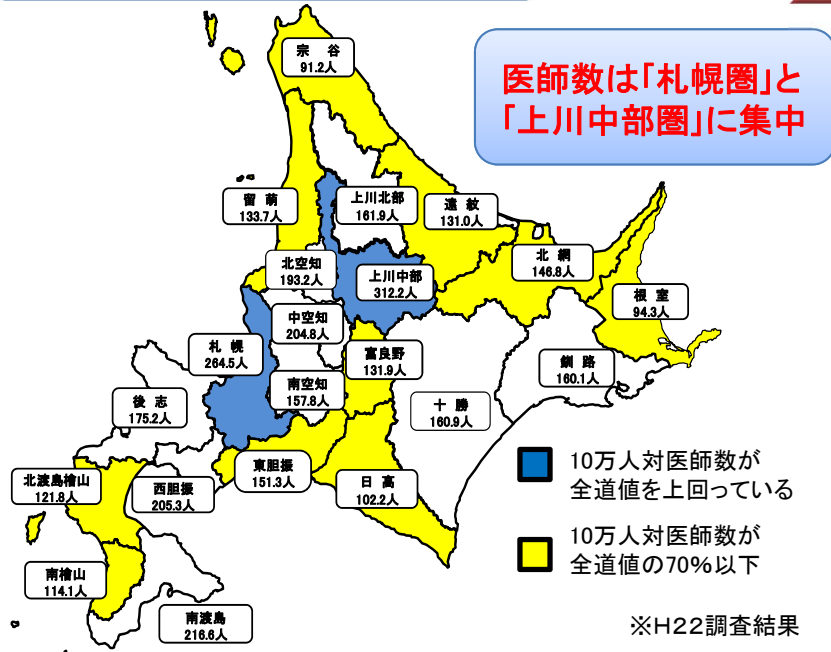 宗 谷
91.2人
医師数は「札幌圏」と
「上川中部圏」に集中
留 萌
133.7人
上川北部
161.9人
遠 紋
131.0人
北 網
146.8人
北空知
193.2人
上川中部
312.2人
根 室
94.3人
中空知
204.8人
札 幌
264.5人
富良野
131.9人
釧 路
160.1人
南空知
157.8人
後 志
175.2人
十 勝
160.9人
東胆振
151.3人
日 高
102.2人
北渡島檜山
121.8人
西胆振
205.3人
南檜山
114.1人
南渡島
216.6人
10万人対医師数が
全道値を上回っている
10万人対医師数が
全道値の70%以下
※H22調査結果